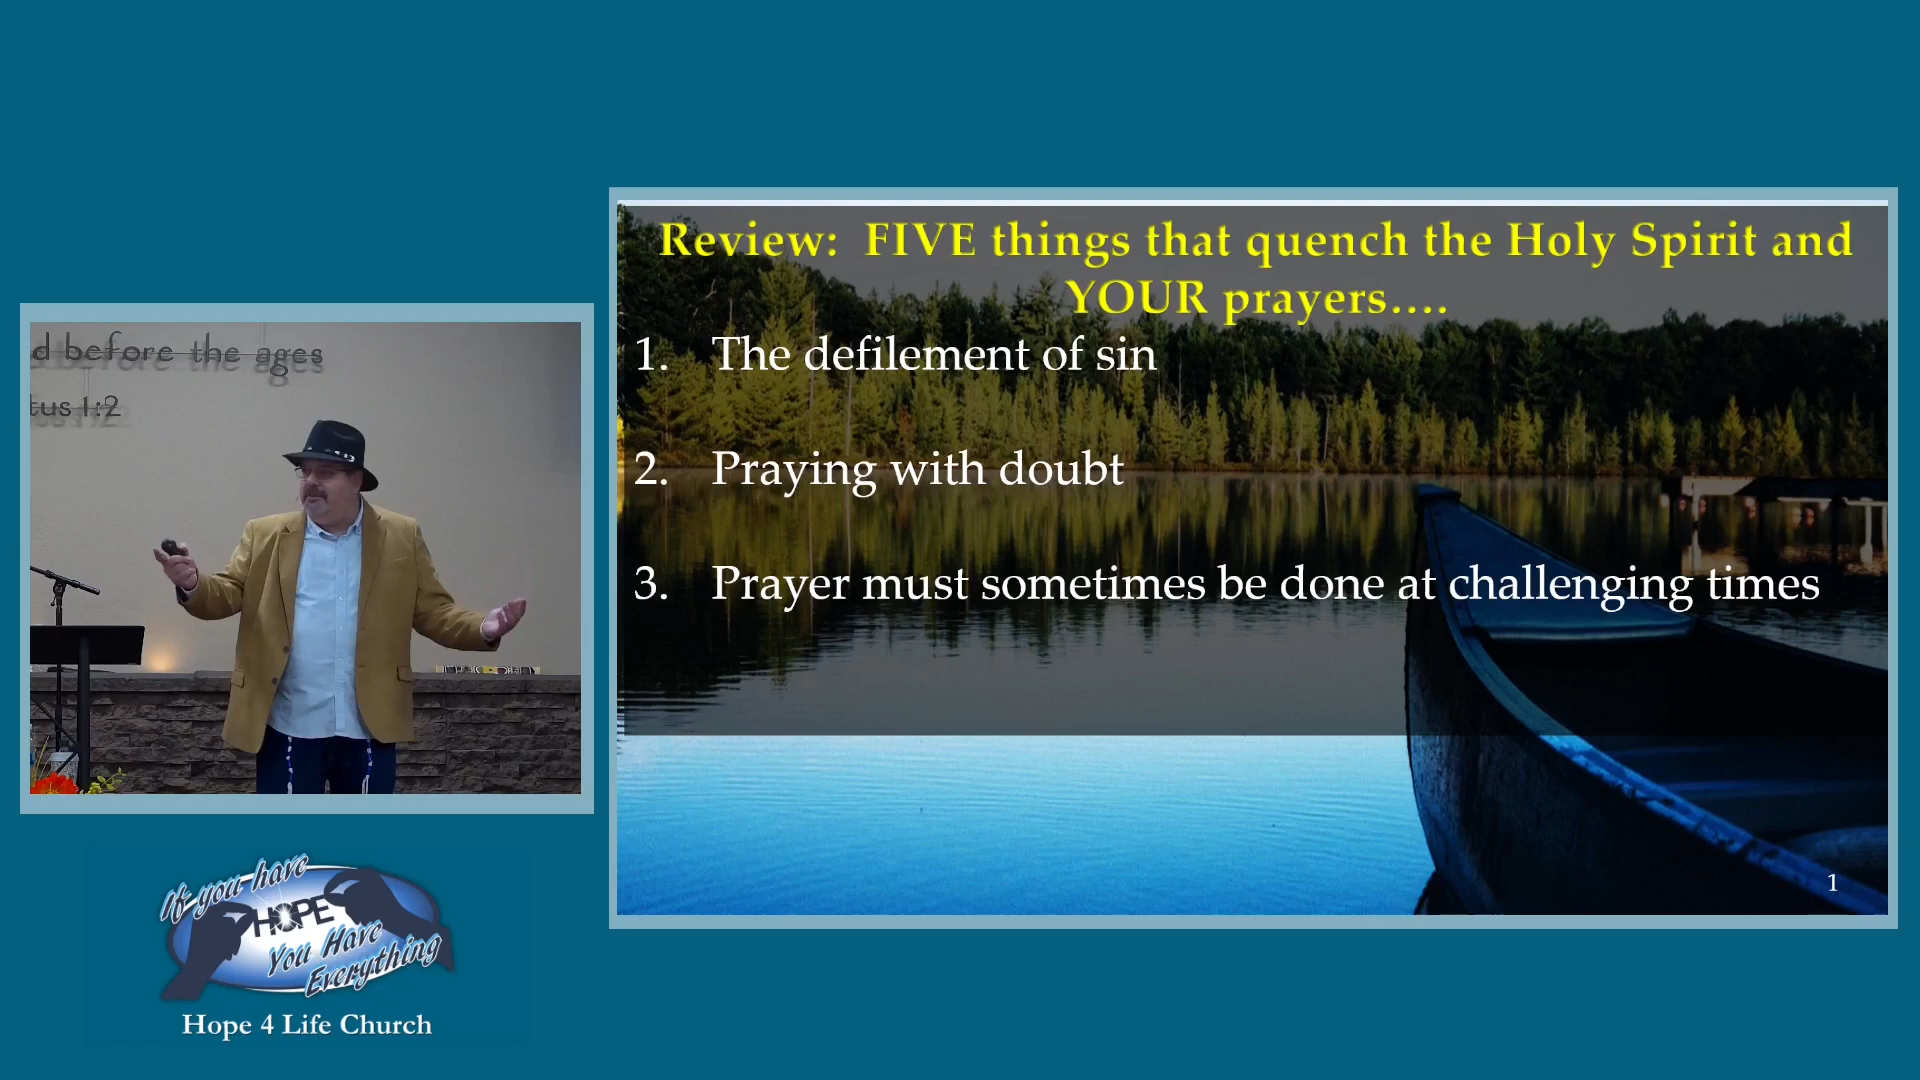 d before the ages
tus 1:2
Review: FIVE things that quench the Holy Spirit and
YOUR prayers....
1. The defilement of sin
2. Praying with doubt
3. Prayer must sometimes be done at challenging times
1
If you have
HOPE
You Have
Everything
Hope 4 Life Church